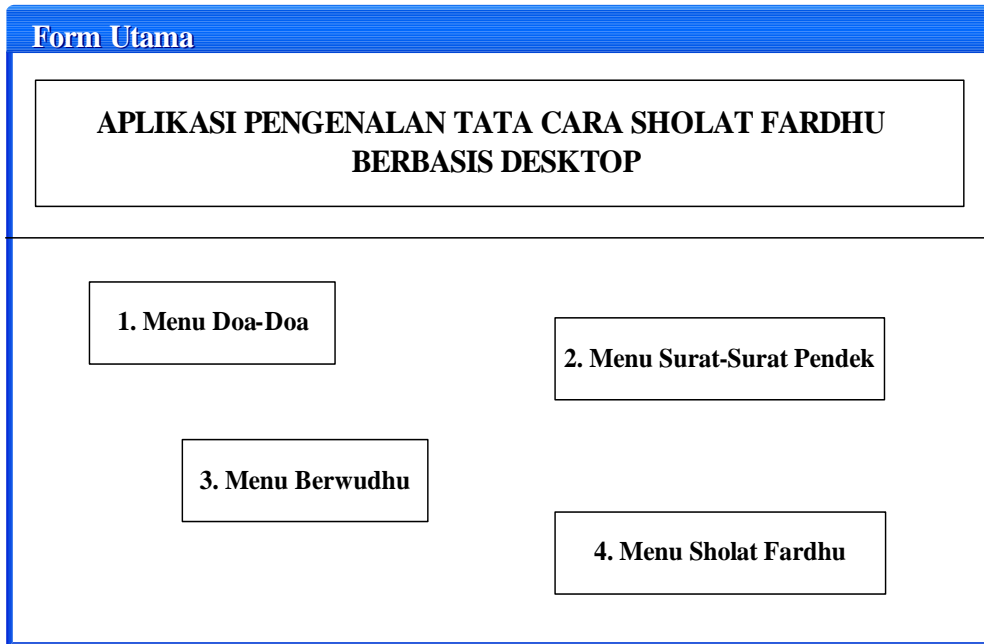 Form Utama
APLIKASI PENGENALAN TATA CARA SHOLAT FARDHU
BERBASIS DESKTOP
1. Menu Doa-Doa
2. Menu Surat-Surat Pendek
3. Menu Berwudhu
4. Menu Sholat Fardhu